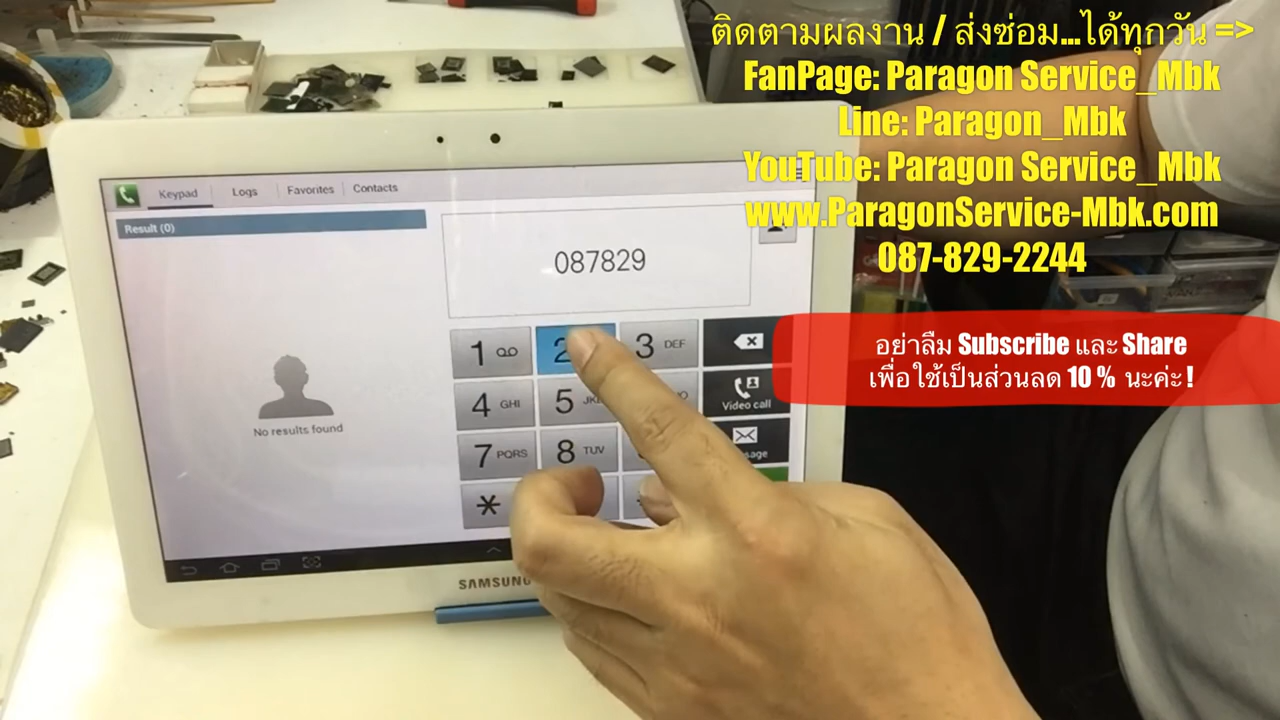 ติดตามผลงาน / ส่งซ่อม...ได้ทุกวัน =>
FanPage: Paragon Service_Mbk
Line: Paragon_Mbk
YouTube: Paragon Service_Mbk
www.ParagonService-Mbk.com
087-829-2244
อย่าลืม Subscribe และ Share
เพื่อใช้เป็นส่วนลด 10 % นะค่ะ !
Keypad Logs Favorites Contacts
Result (0)
087829
No results found
1 2 3 DEF
4 GHI 5
Video call
7 PQRS 8 TUV
*
SAMSUNG